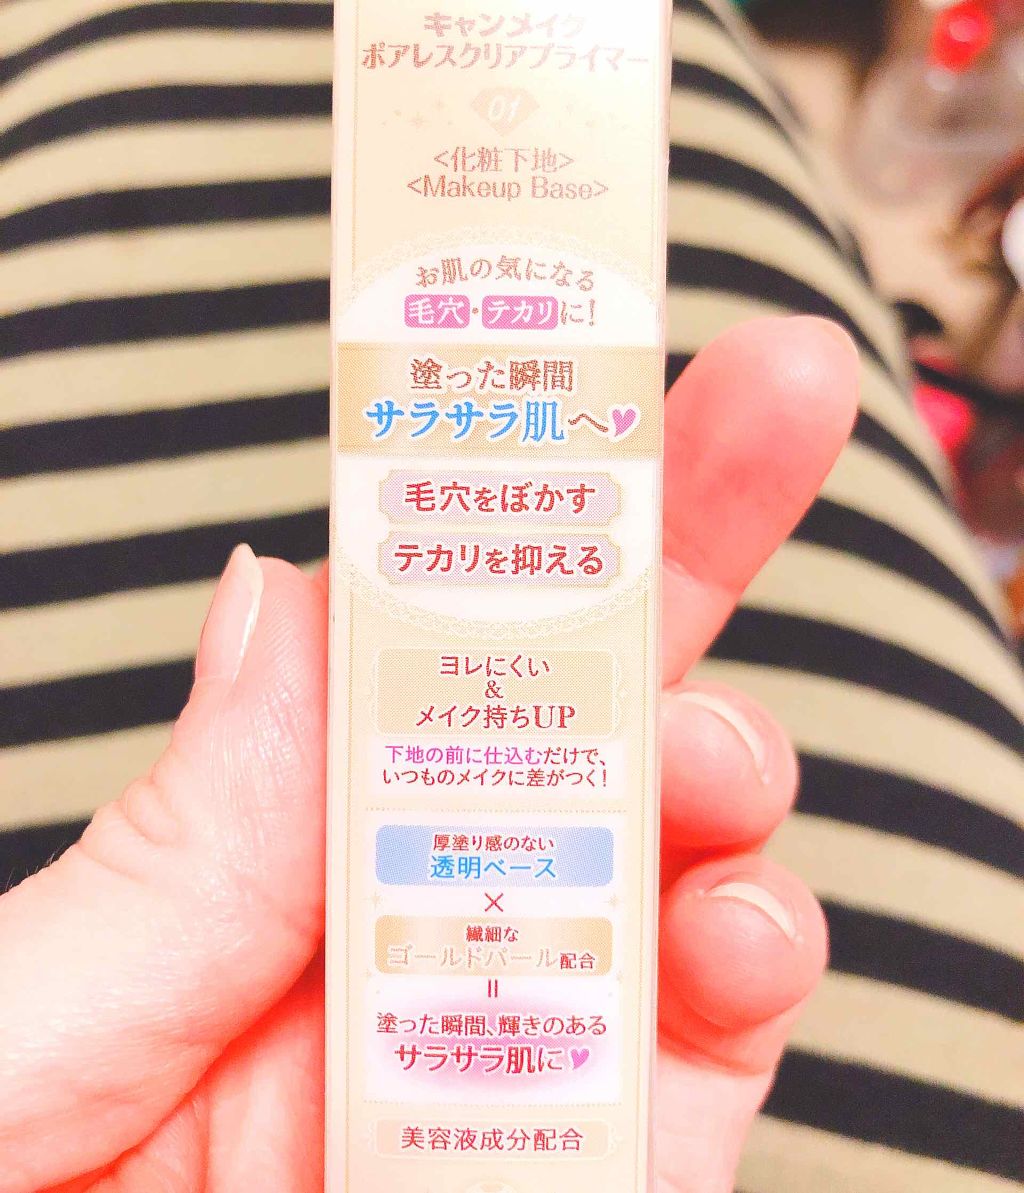 キャンメイク
ポアレスクリアプライマー
01
<化粧下地>
<Makeup Base>
お肌の気になる
毛穴・テカリに!
塗った瞬間
サラサラ肌へ♥
毛穴をぼかす
テカリを抑える
ヨレにくい
&
メイク持ちUP
下地の前に仕込むだけで、
いつものメイクに差がつく!
厚塗り感のない
透明ベース
×
繊細な
ゴールドパール配合
=
塗った瞬間、輝きのある
サラサラ肌に♥
美容液成分配合